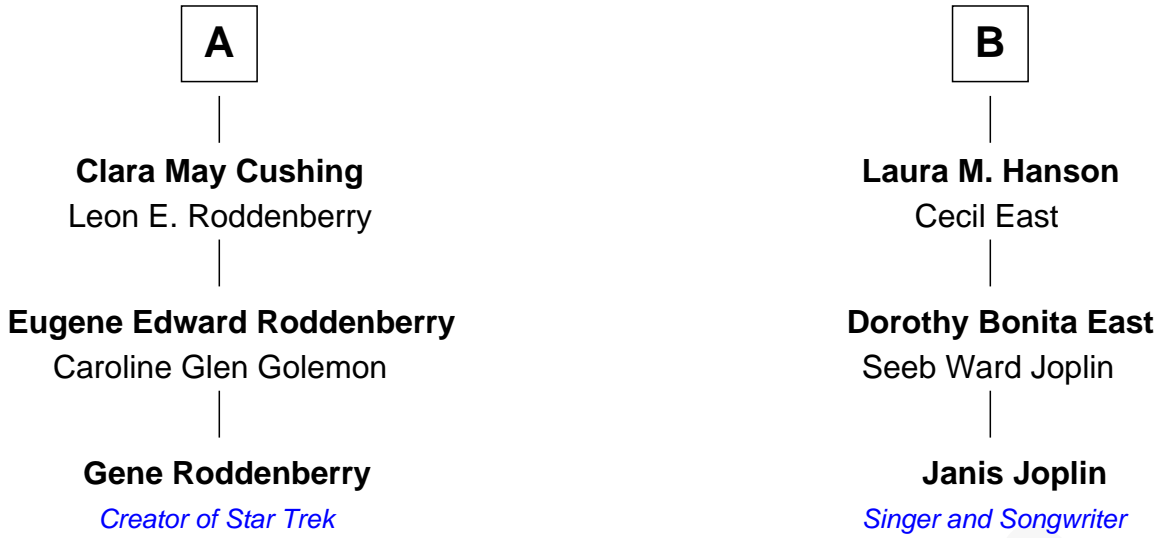 A
Clara May Cushing
Leon E. Roddenberry
Eugene Edward Roddenberry
Caroline Glen Golemon
Gene Roddenberry
Creator of Star Trek
B
Laura M. Hanson
Cecil East
Dorothy Bonita East
Seeb Ward Joplin
Janis Joplin
Singer and Songwriter